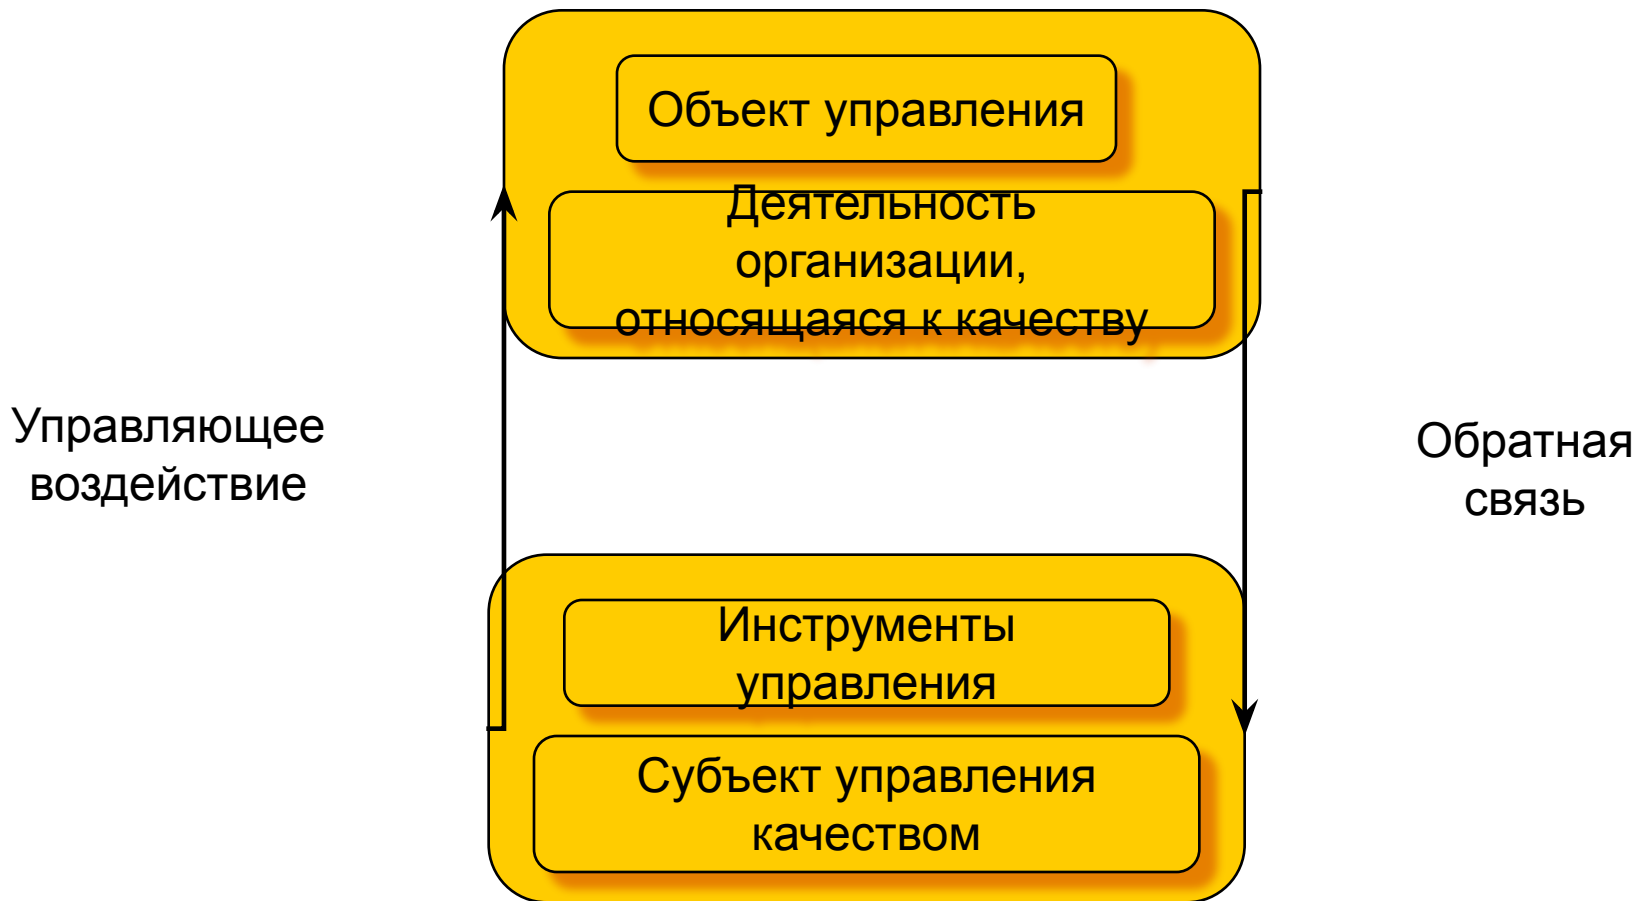 Объект управления
Деятельность
организации,
относящаяся к качеству
Управляющее
воздействие
Обратная
связь
Инструменты
управления
Субъект управления
качеством